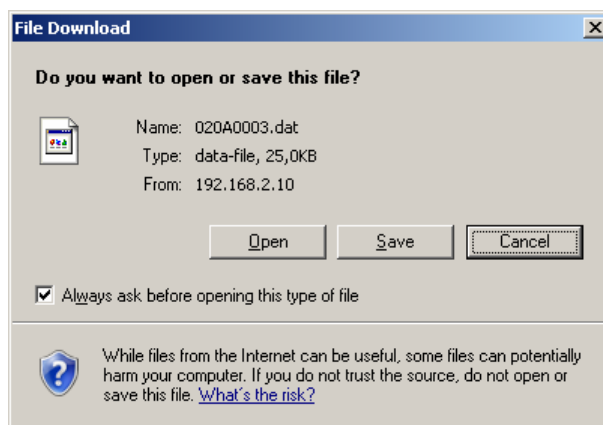 File Download
Do you want to open or save this file?
Name: 020A0003.dat
Type: data-file, 25,0KB
From: 192.168.2.10
Open Save Cancel
Always ask before opening this type of file
While files from the Internet can be useful, some files can potentially
harm your computer. If you do not trust the source, do not open or
save this file. What's the risk?